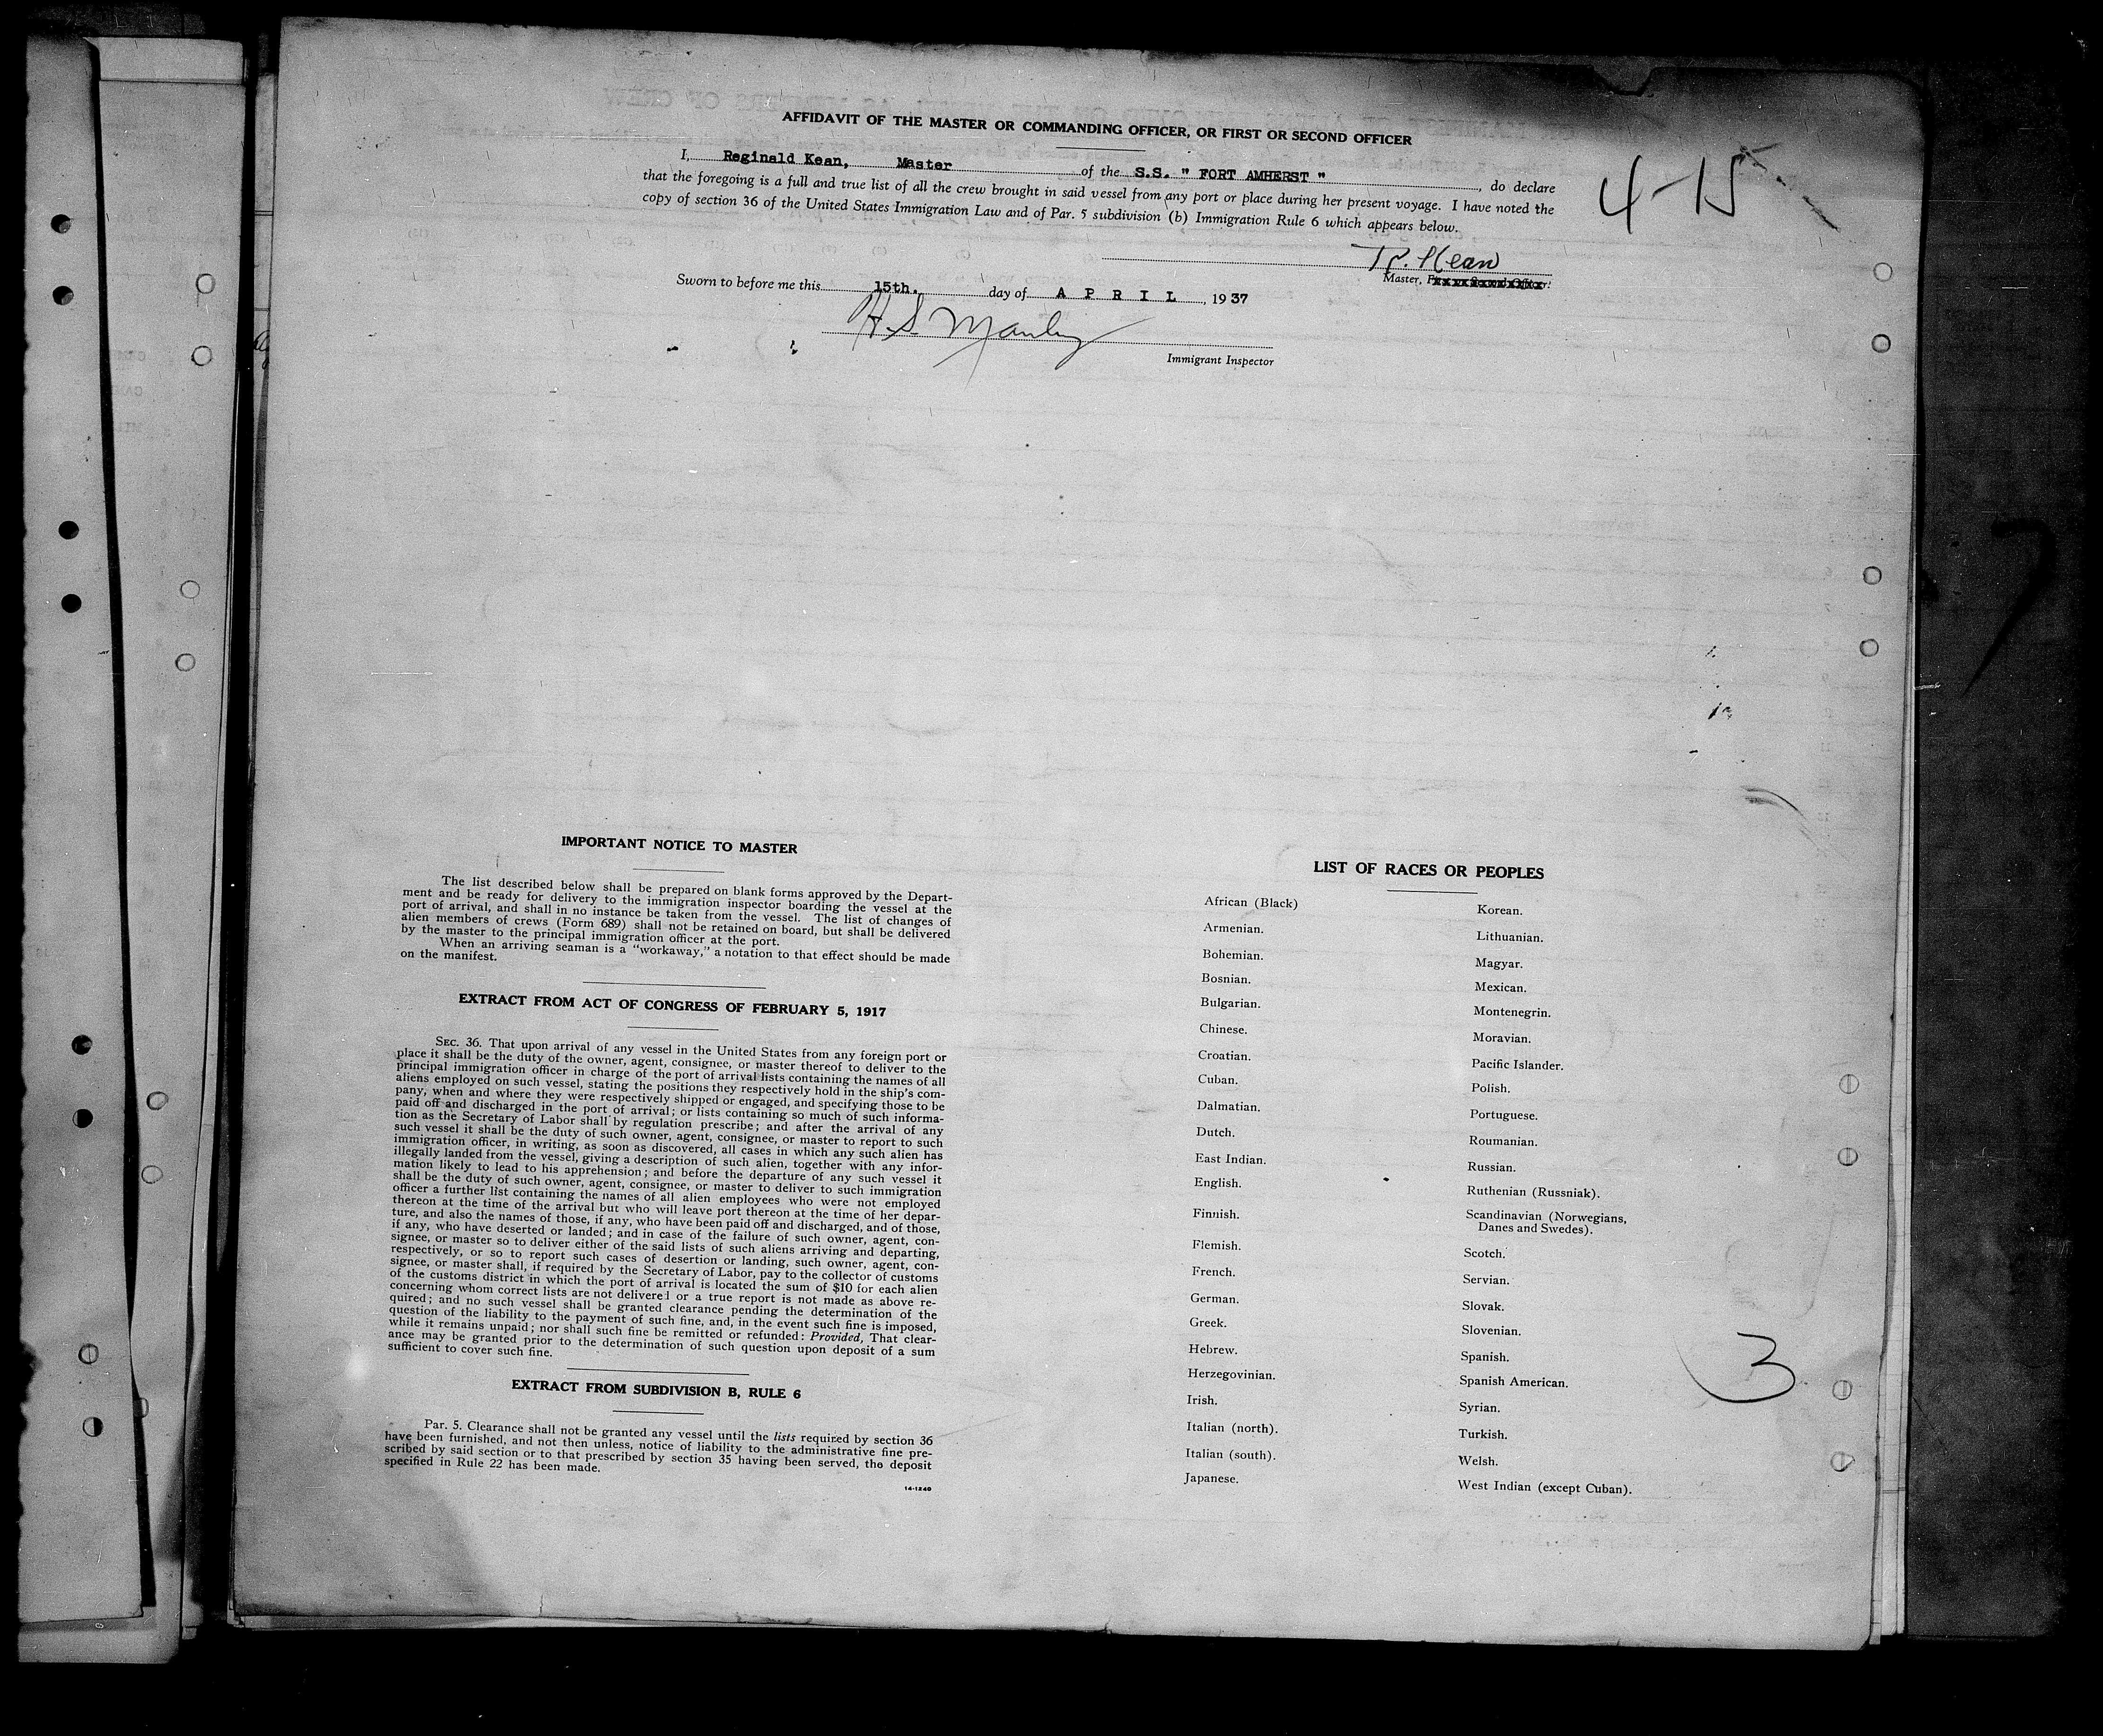 AFFIDAVIT OF THE MASTER OR COMMANDING OFFICER, OR FIRST OR SECOND OFFICER
I, Reginald Kean, Master of the S.S. " FORT AMHERST " , do declare
that the foregoing is a full and true list of all the crew brought in said vessel from any port or place during her present voyage. I have noted the
copy of section 36 of the United States Immigration Law and of Par. 5 subdivision (b) Immigration Rule 6 which appears below.
4-15
R. Kean
Master,
Sworn to before me this 15th. day of A P R I L , 1937
H. S. Manley
Immigrant Inspector
7
IMPORTANT NOTICE TO MASTER
The list described below shall be prepared on blank forms approved by the Depart-
ment and be ready for delivery to the immigration inspector boarding the vessel at the
port of arrival, and shall in no instance be taken from the vessel. The list of changes of
alien members of crews (Form 689) shall not be retained on board, but shall be delivered
by the master to the principal immigration officer at the port.
When an arriving seaman is a "workaway," a notation to that effect should be made
on the manifest.
EXTRACT FROM ACT OF CONGRESS OF FEBRUARY 5, 1917
SEC. 36. That upon arrival of any vessel in the United States from any foreign port or
place it shall be the duty of the owner, agent, consignee, or master thereof to deliver to the
principal immigration officer in charge of the port of arrival lists containing the names of all
aliens employed on such vessel, stating the positions they respectively hold in the ship's com-
pany, when and where they were respectively shipped or engaged, and specifying those to be
paid off and discharged in the port of arrival; or lists containing so much of such informa-
tion as the Secretary of Labor shall by regulation prescribe; and after the arrival of any
such vessel it shall be the duty of such owner, agent, consignee, or master to report to such
immigration officer, in writing, as soon as discovered, all cases in which any such alien has
illegally landed from the vessel, giving a description of such alien, together with any infor-
mation likely to lead to his apprehension; and before the departure of any such vessel it
shall be the duty of such owner, agent, consignee, or master to deliver to such immigration
officer a further list containing the names of all alien employees who were not employed
thereon at the time of the arrival but who will leave port thereon at the time of her depar-
ture, and also the names of those, if any, who have been paid off and discharged, and of those,
if any, who have deserted or landed; and in case of the failure of such owner, agent, con-
signee, or master so to deliver either of the said lists of such aliens arriving and departing,
respectively, or so to report such cases of desertion or landing, such owner, agent, con-
signee, or master shall, if required by the Secretary of Labor, pay to the collector of customs
of the customs district in which the port of arrival is located the sum of $10 for each alien
concerning whom correct lists are not delivered or a true report is not made as above re-
quired; and no such vessel shall be granted clearance pending the determination of the
question of the liability to the payment of such fine, and, in the event such fine is imposed,
while it remains unpaid; nor shall such fine be remitted or refunded: Provided, That clear-
ance may be granted prior to the determination of such question upon deposit of a sum
sufficient to cover such fine.
EXTRACT FROM SUBDIVISION B, RULE 6
Par. 5. Clearance shall not be granted any vessel until the lists required by section 36
have been furnished, and not then unless, notice of liability to the administrative fine pre-
scribed by said section or to that prescribed by section 35 having been served, the deposit
specified in Rule 22 has been made.
14-1240
LIST OF RACES OR PEOPLES
African (Black)
Armenian.
Bohemian.
Bosnian.
Bulgarian.
Chinese.
Croatian.
Cuban.
Dalmatian.
Dutch.
East Indian.
English.
Finnish.
Flemish.
French.
German.
Greek.
Hebrew.
Herzegovinian.
Irish.
Italian (north).
Italian (south).
Japanese.
Korean.
Lithuanian.
Magyar.
Mexican.
Montenegrin.
Moravian.
Pacific Islander.
Polish.
Portuguese.
Roumanian.
Russian.
Ruthenian (Russniak).
Scandinavian (Norwegians,
Danes and Swedes).
Scotch.
Servian.
Slovak.
Slovenian.
Spanish.
Spanish American.
Syrian.
Turkish.
Welsh.
West Indian (except Cuban).
3